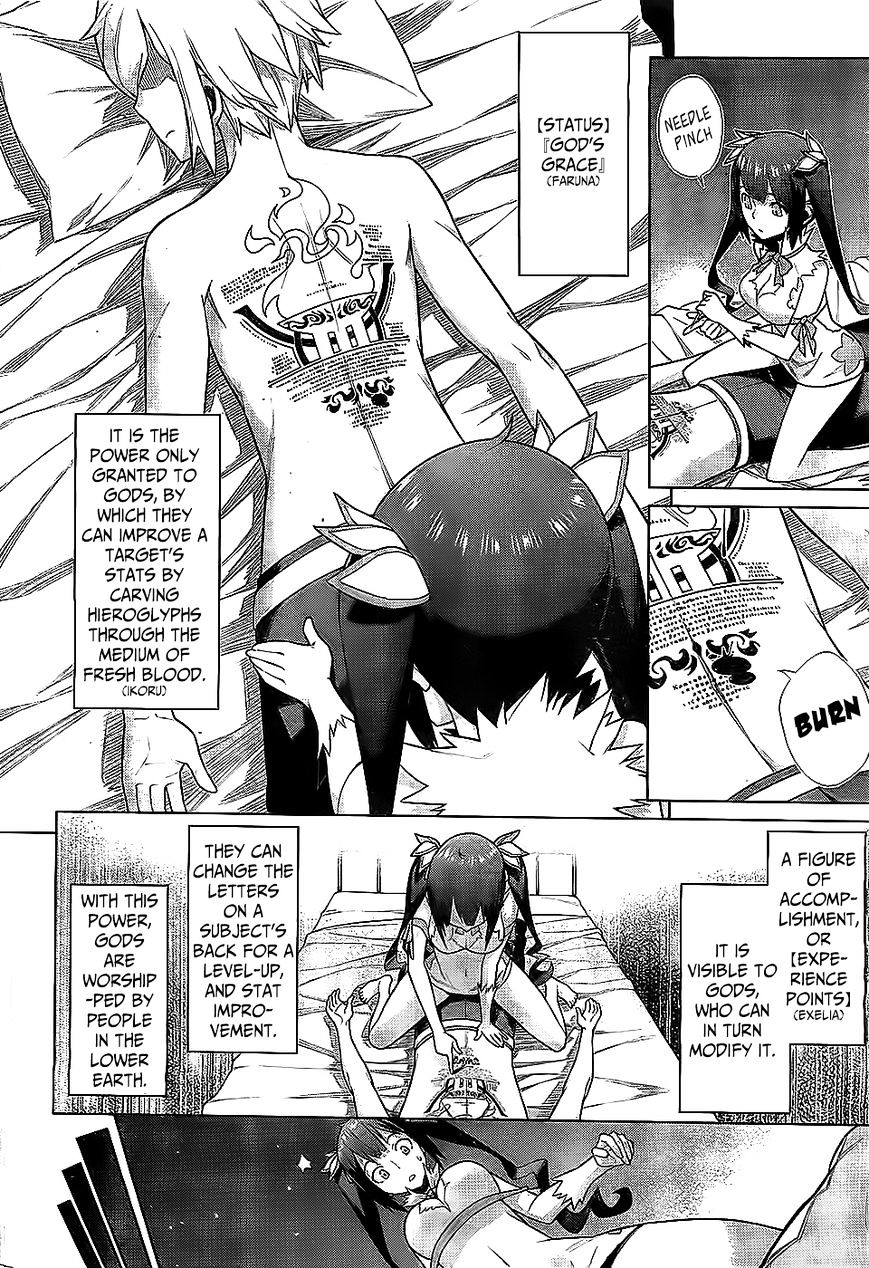 NEEDLE
PINCH
【STATUS】
『GOD'S
GRACE』
(FARUNA)
IT IS THE
POWER ONLY
GRANTED TO
GODS, BY
WHICH THEY
CAN IMPROVE A
TARGET'S
STATS BY
CARVING
HIEROGLYPHS
THROUGH THE
MEDIUM OF
FRESH BLOOD.
(IKORU)
BURN
A FIGURE
OF
ACCOMP-
LISHMENT,
OR
【EXPE-
RIENCE
POINTS】
(EXELIA)
IT IS
VISIBLE TO
GODS,
WHO CAN
IN TURN
MODIFY IT.
THEY CAN
CHANGE THE
LETTERS
ON A
SUBJECT'S
BACK FOR A
LEVEL-UP,
AND STAT
IMPRO-
VEMENT.
WITH THIS
POWER,
GODS
ARE
WORSHIP
-PED BY
PEOPLE
IN THE
LOWER
EARTH.